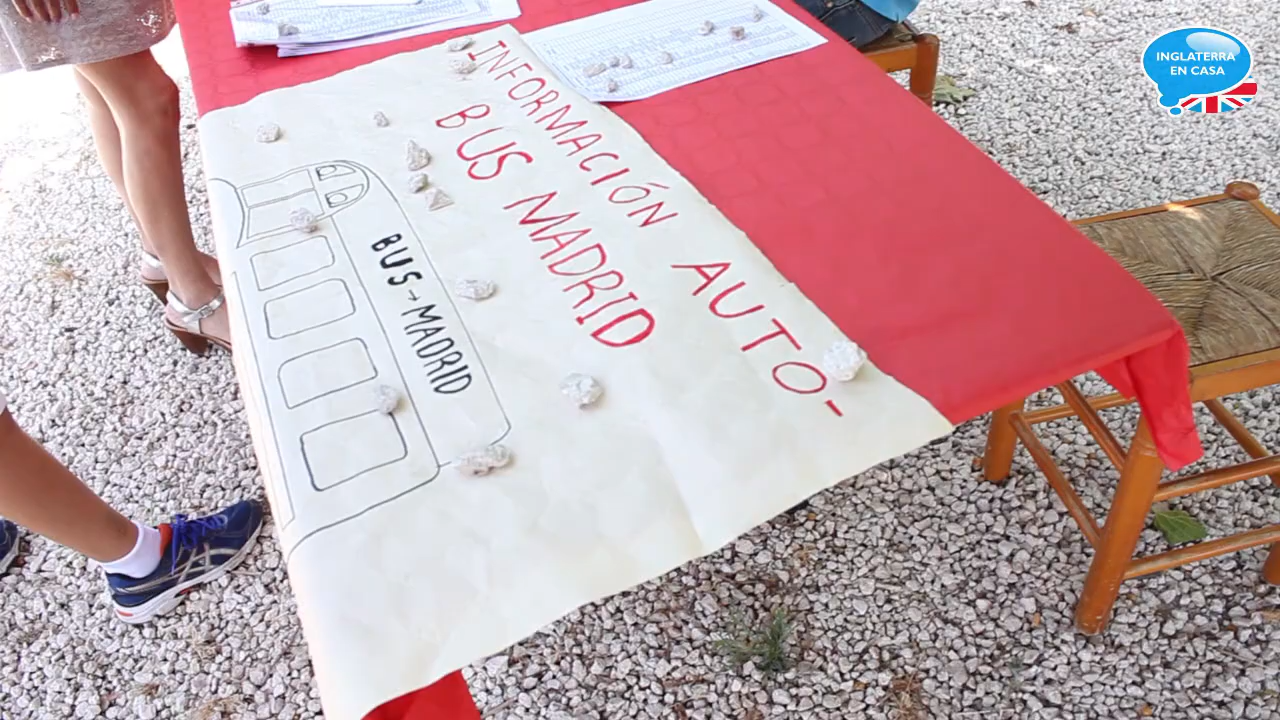 INFORMACIÓN AUTO-
BUS MADRID
BUS→MADRID
INGLATERRA
EN CASA